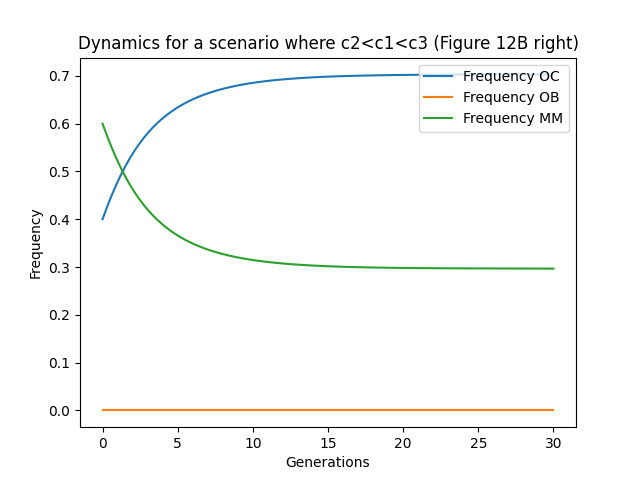 Dynamics for a scenario where c2<c1<c3 (Figure 12B right)
Frequency OC
Frequency OB
Frequency MM
0.7
0.6
0.5
0.4
0.3
0.2
0.1
0.0
Frequency
0 5 10 15 20 25 30
Generations